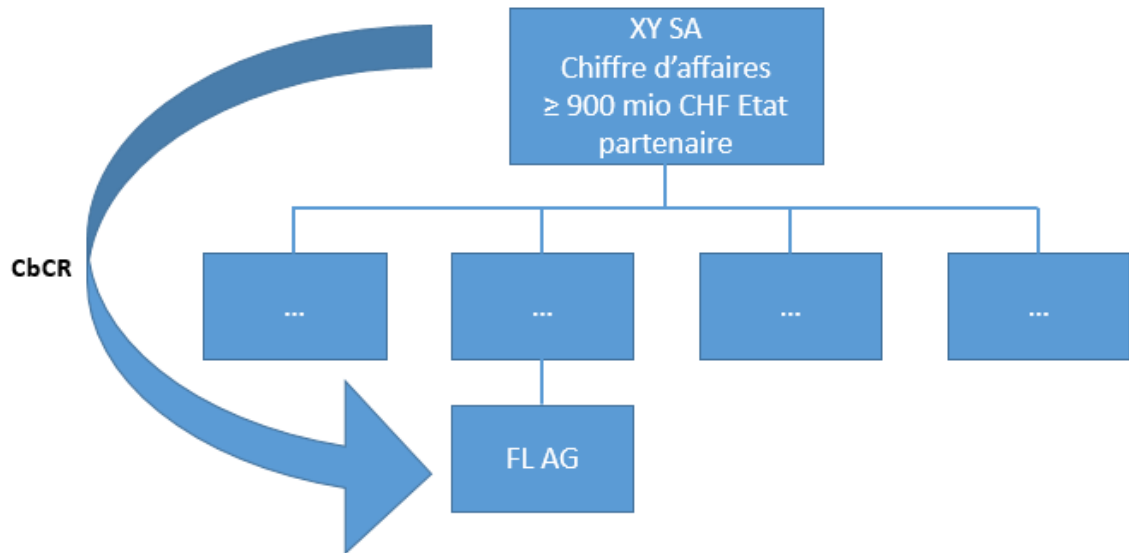 XY SA
Chiffre d'affaires
≥ 900 mio CHF Etat
partenaire
CbCR
...
...
...
...
FL AG